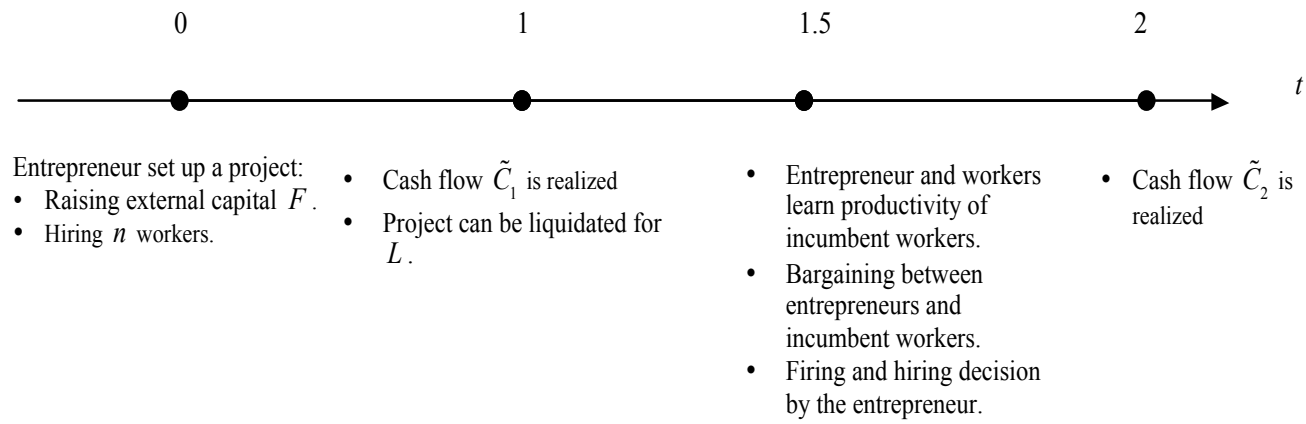 0 1 1.5 2
t
Entrepreneur set up a project:
• Raising external capital F .
• Hiring n workers.
• Cash flow C̃₁ is realized
• Project can be liquidated for
L .
• Entrepreneur and workers
learn productivity of
incumbent workers.
• Bargaining between
entrepreneurs and
incumbent workers.
• Firing and hiring decision
by the entrepreneur.
• Cash flow C̃₂ is
realized